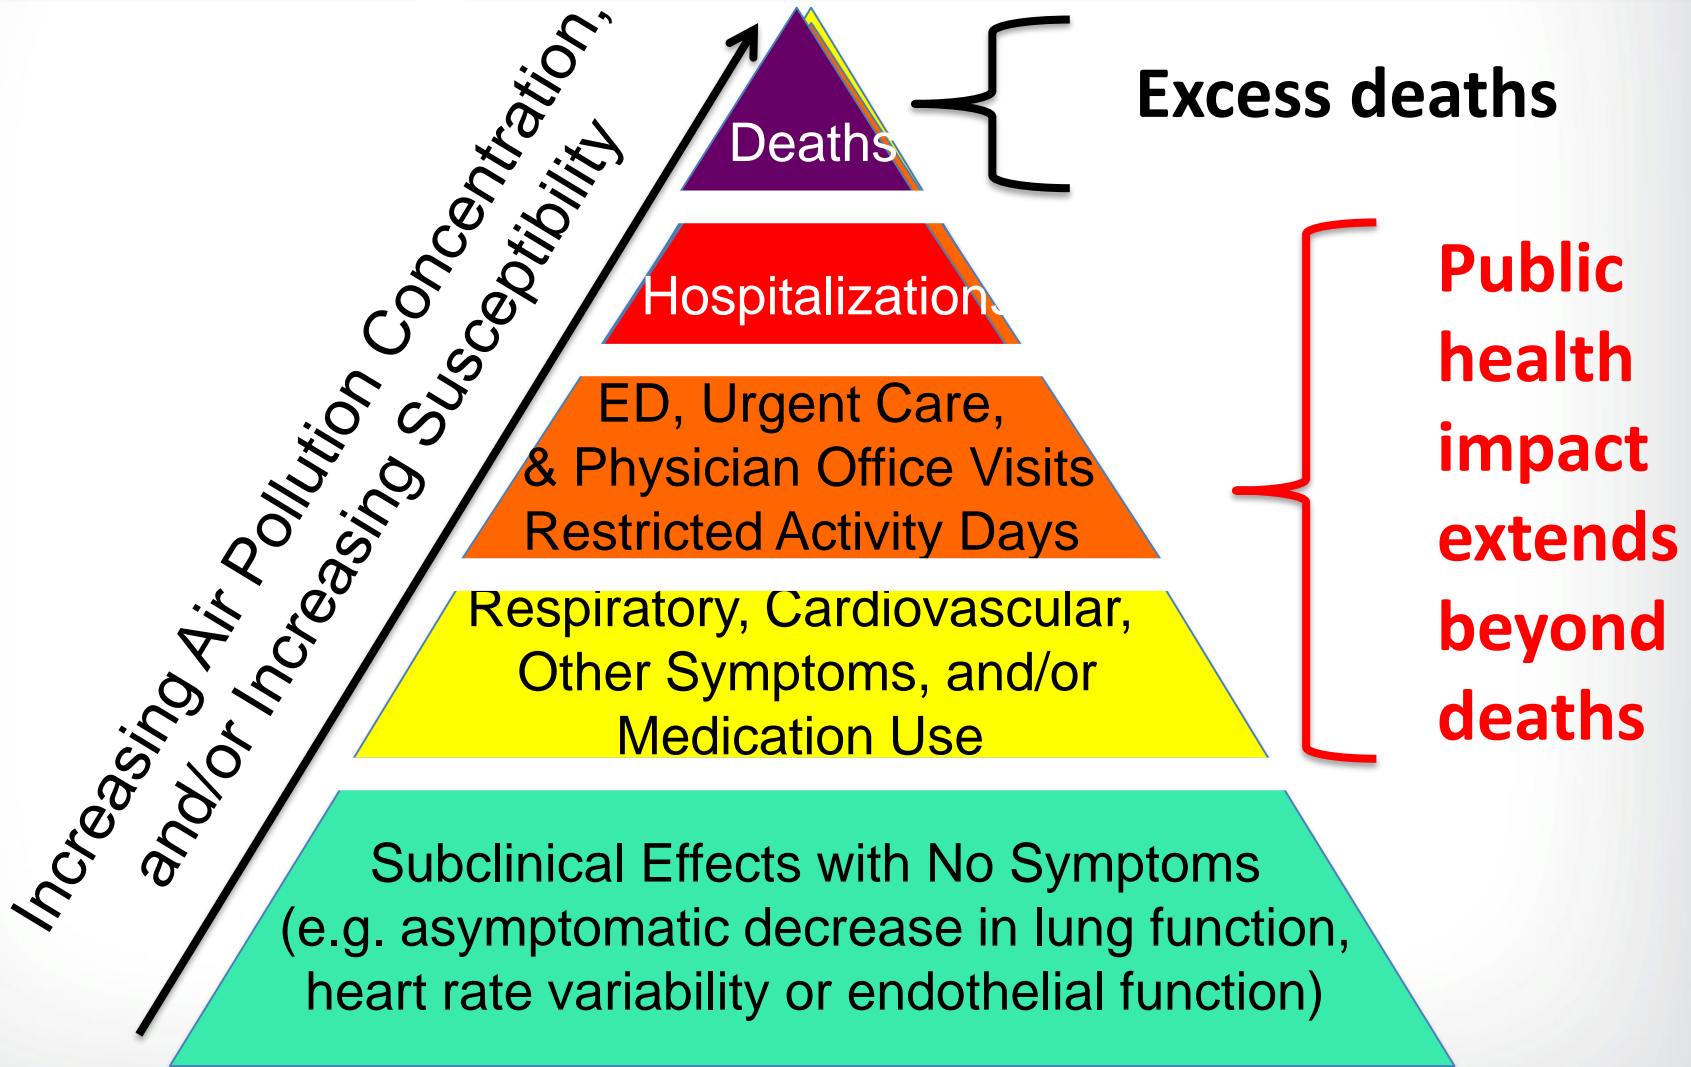 Increasing Air Pollution Concentration,
and/or Increasing Susceptibility
Deaths
Excess deaths
Hospitalizations
ED, Urgent Care,
& Physician Office Visits
Restricted Activity Days
Respiratory, Cardiovascular,
Other Symptoms, and/or
Medication Use
Subclinical Effects with No Symptoms
(e.g. asymptomatic decrease in lung function,
heart rate variability or endothelial function)
Public
health
impact
extends
beyond
deaths